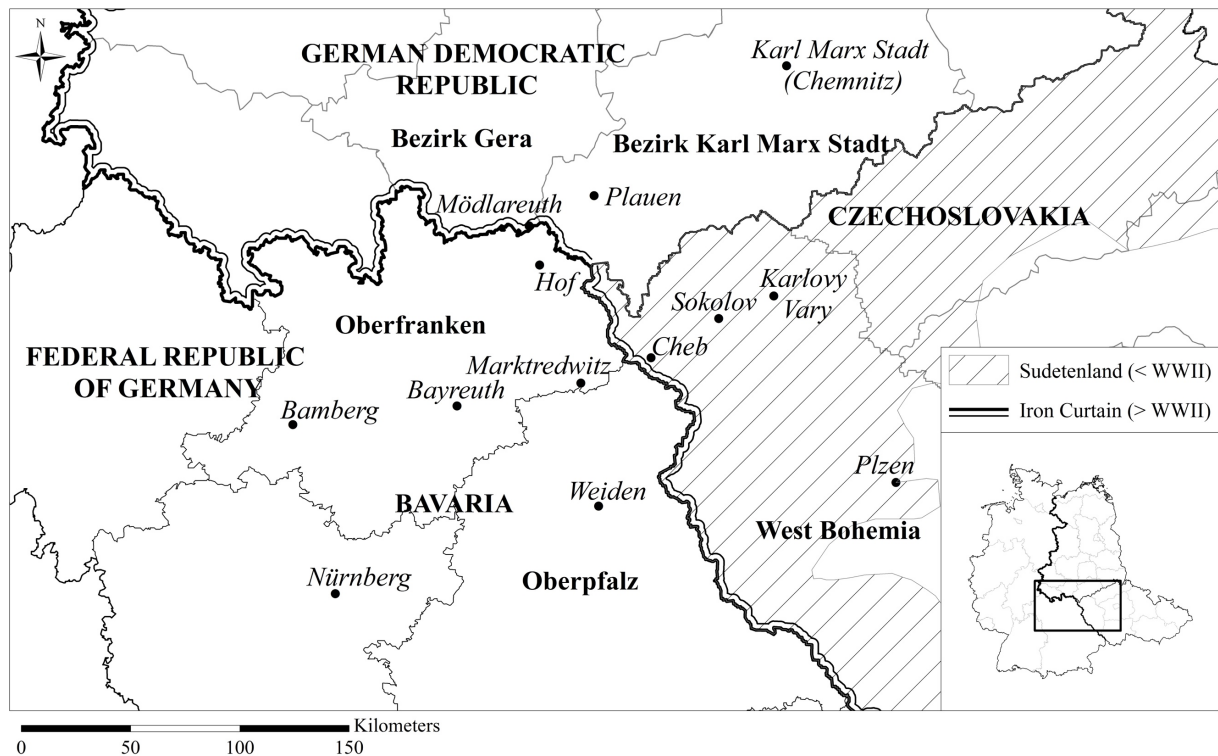 N
GERMAN DEMOCRATIC
REPUBLIC
Karl Marx Stadt
(Chemnitz)
Bezirk Gera
Bezirk Karl Marx Stadt
Mödlareuth
Plauen
CZECHOSLOVAKIA
Hof
Karlovy
Vary
Sokolov
Oberfranken
Cheb
FEDERAL REPUBLIC
OF GERMANY
Marktredwitz
Bayreuth
Bamberg
Sudetenland (< WWII)
Iron Curtain (> WWII)
Plzen
Weiden
BAVARIA
West Bohemia
Nürnberg
Oberpfalz
Kilometers
0 50 100 150